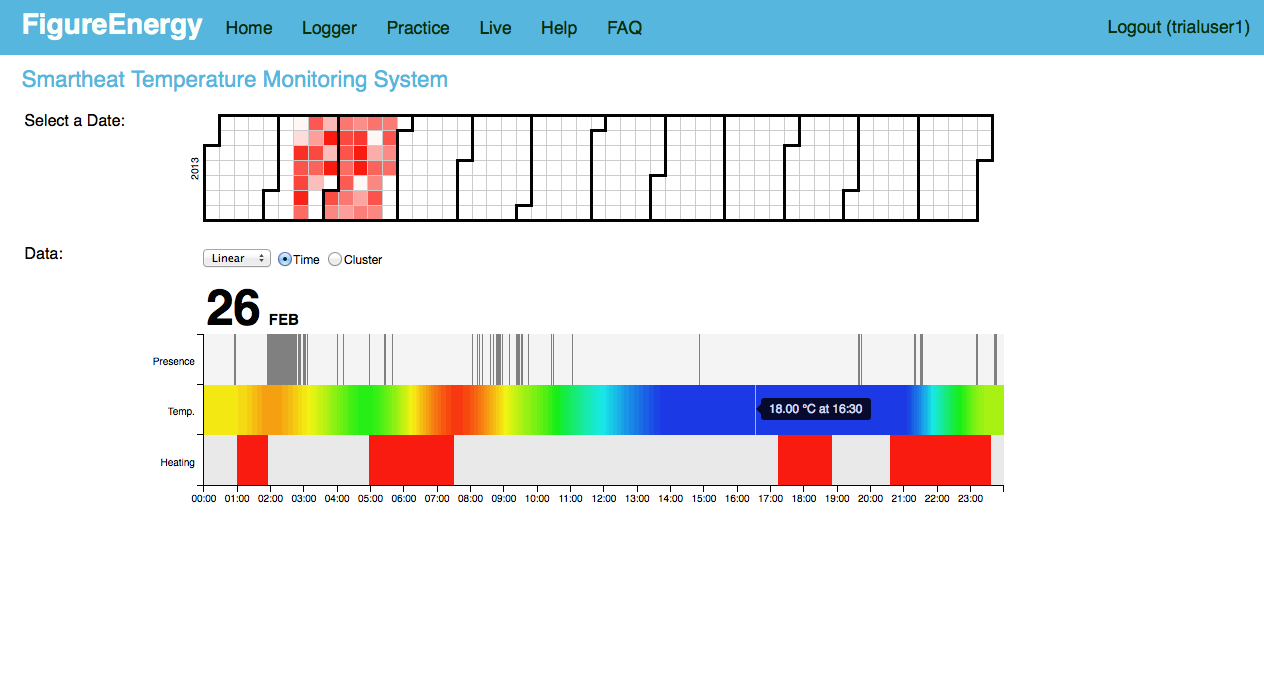 FigureEnergy Home Logger Practice Live Help FAQ Logout (trialuser1)
Smartheat Temperature Monitoring System
Select a Date:
2013
Data: Linear Time Cluster
26 FEB
Presence
Temp. 18.00 °C at 16:30
Heating
00:00 01:00 02:00 03:00 04:00 05:00 06:00 07:00 08:00 09:00 10:00 11:00 12:00 13:00 14:00 15:00 16:00 17:00 18:00 19:00 20:00 21:00 22:00 23:00